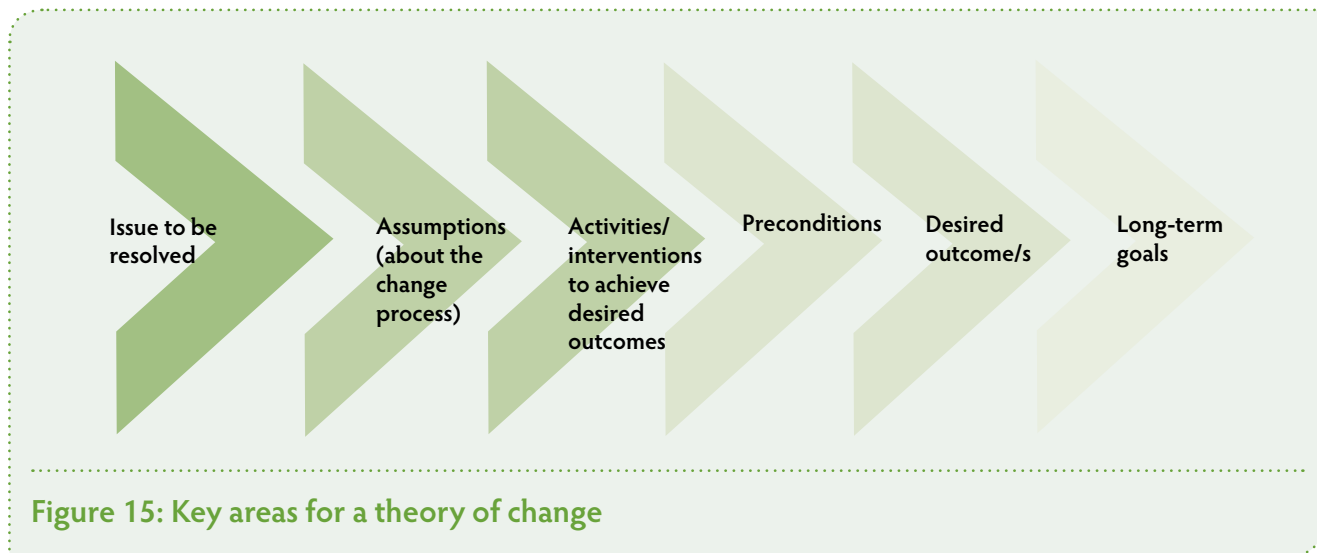 Issue to be
resolved
Assumptions
(about the
change
process)
Activities/
interventions
to achieve
desired
outcomes
Preconditions
Desired
outcome/s
Long-term
goals
Figure 15: Key areas for a theory of change